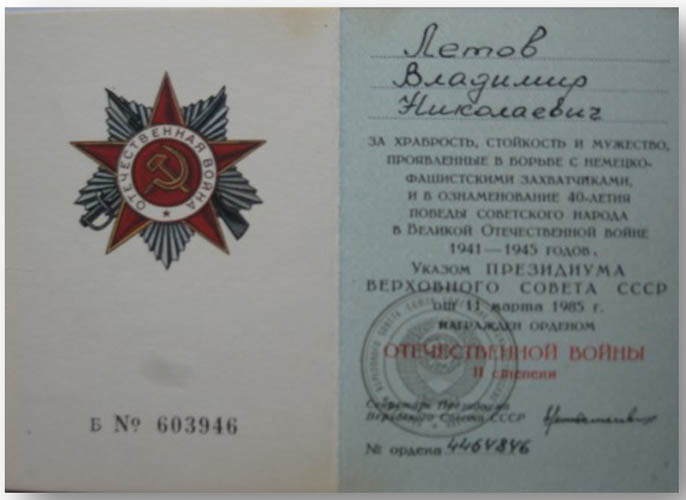 ОТЕЧЕСТВЕННАЯ ВОЙНА
Б № 603946
Летов
Владимир
Николаевич
ЗА ХРАБРОСТЬ, СТОЙКОСТЬ И МУЖЕСТВО,
ПРОЯВЛЕННЫЕ В БОРЬБЕ С НЕМЕЦКО-
ФАШИСТСКИМИ ЗАХВАТЧИКАМИ,
И В ОЗНАМЕНОВАНИЕ 40-ЛЕТИЯ
ПОБЕДЫ СОВЕТСКОГО НАРОДА
В ВЕЛИКОЙ ОТЕЧЕСТВЕННОЙ ВОЙНЕ
1941—1945 ГОДОВ,
УКАЗОМ ПРЕЗИДИУМА
ВЕРХОВНОГО СОВЕТА СССР
от 11 марта 1985 г.
НАГРАЖДЕН ОРДЕНОМ
ОТЕЧЕСТВЕННОЙ ВОЙНЫ
II степени
Секретарь Президиума
Верховного Совета СССР
№ ордена 4464846